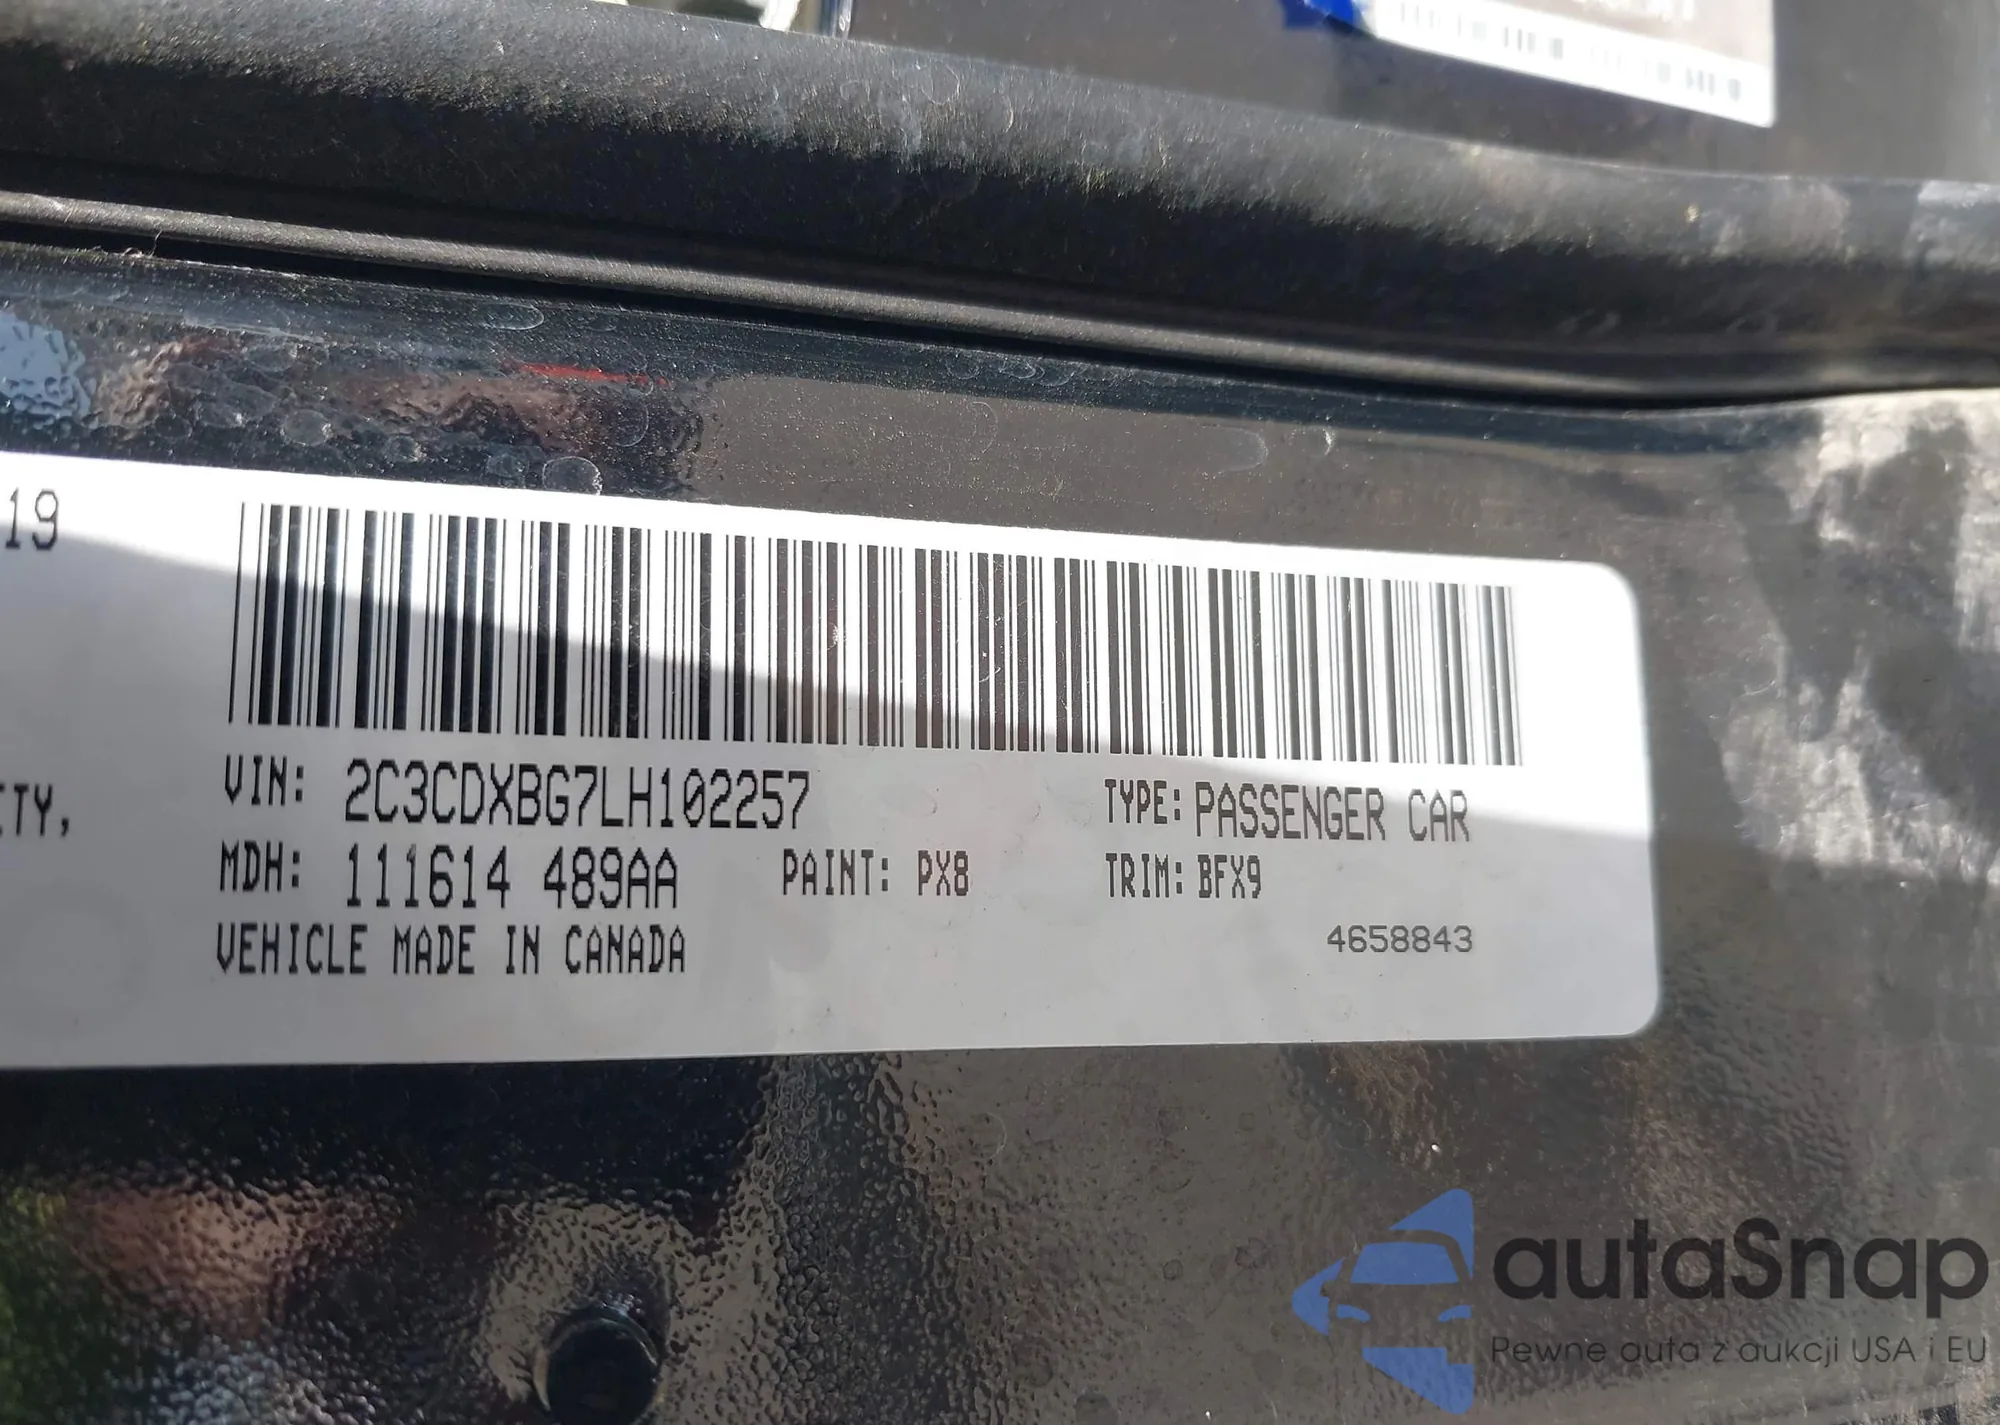 19
ITY,
VIN: 2C3CDXBG7LH102257
TYPE: PASSENGER CAR
MDH: 111614 489AA
PAINT: PX8
TRIM: BFX9
VEHICLE MADE IN CANADA
4658843
autaSnap
Pewne auta z aukcji USA i EU